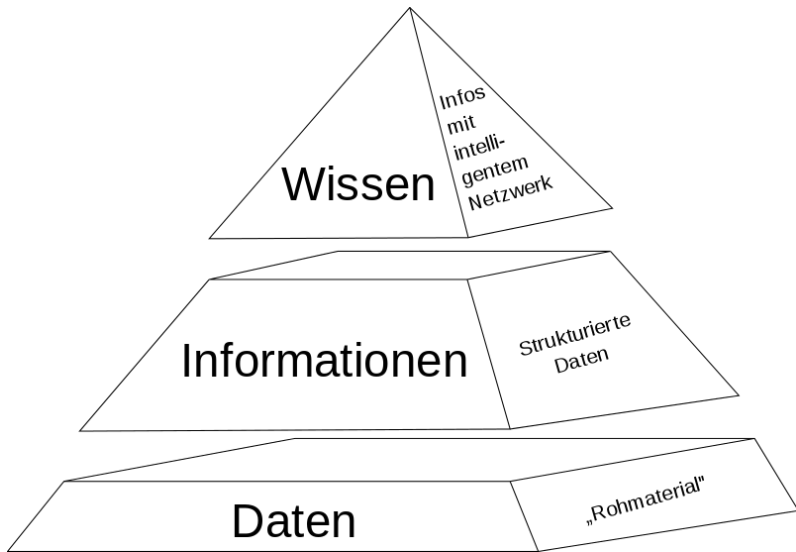 Wissen
Infos
mit
intelli-
gentem
Netzwerk
Informationen
Strukturierte
Daten
Daten
„Rohmaterial"